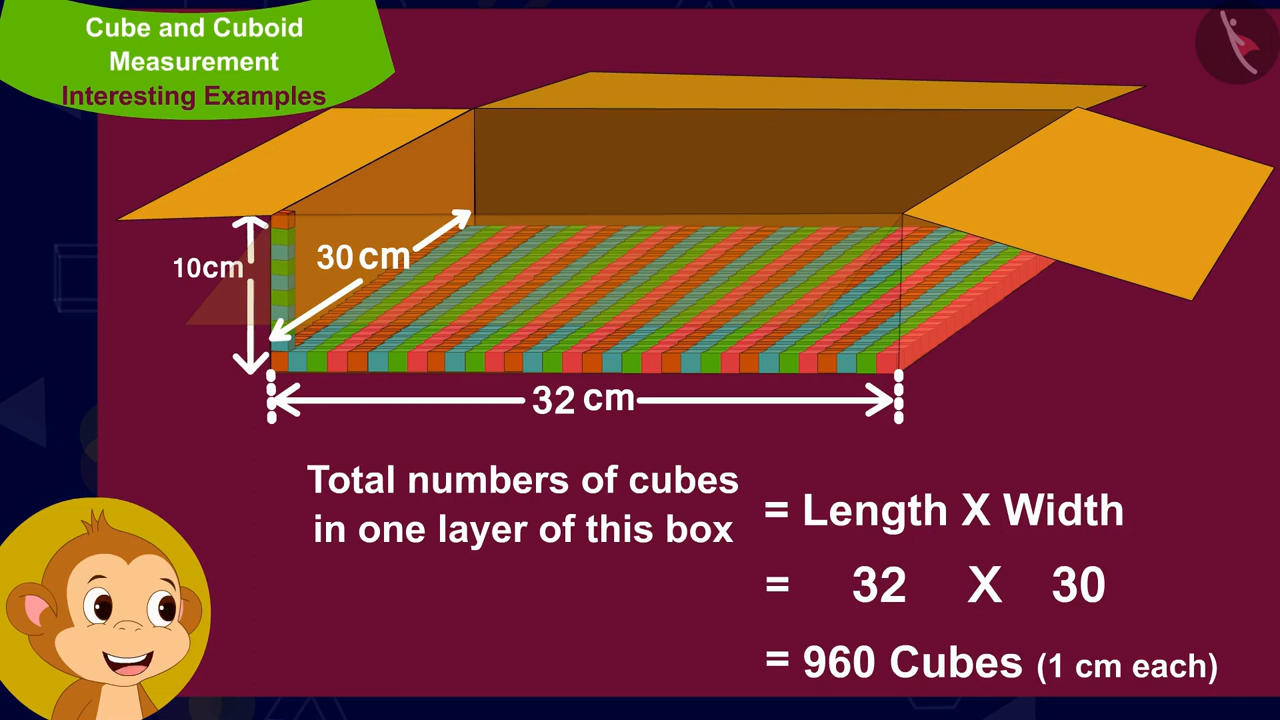 Cube and Cuboid
Measurement
Interesting Examples
10cm
30 cm
32 cm
Total numbers of cubes
in one layer of this box
= Length X Width
= 32 X 30
= 960 Cubes (1 cm each)